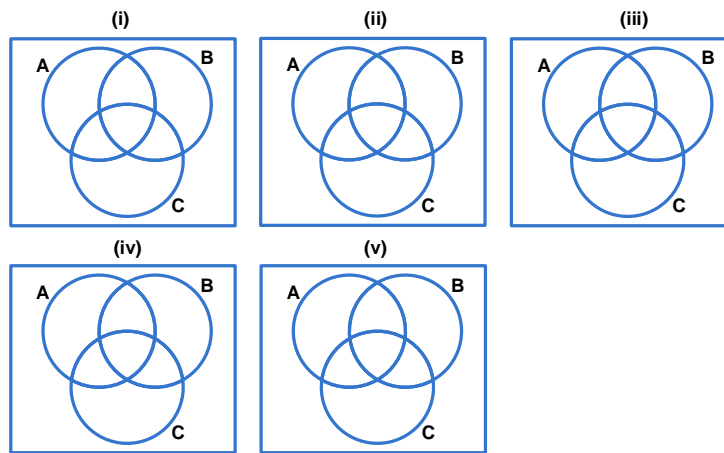 (i) (ii) (iii)
A B A B A B
C C C
(iv) (v)
A B A B
C C